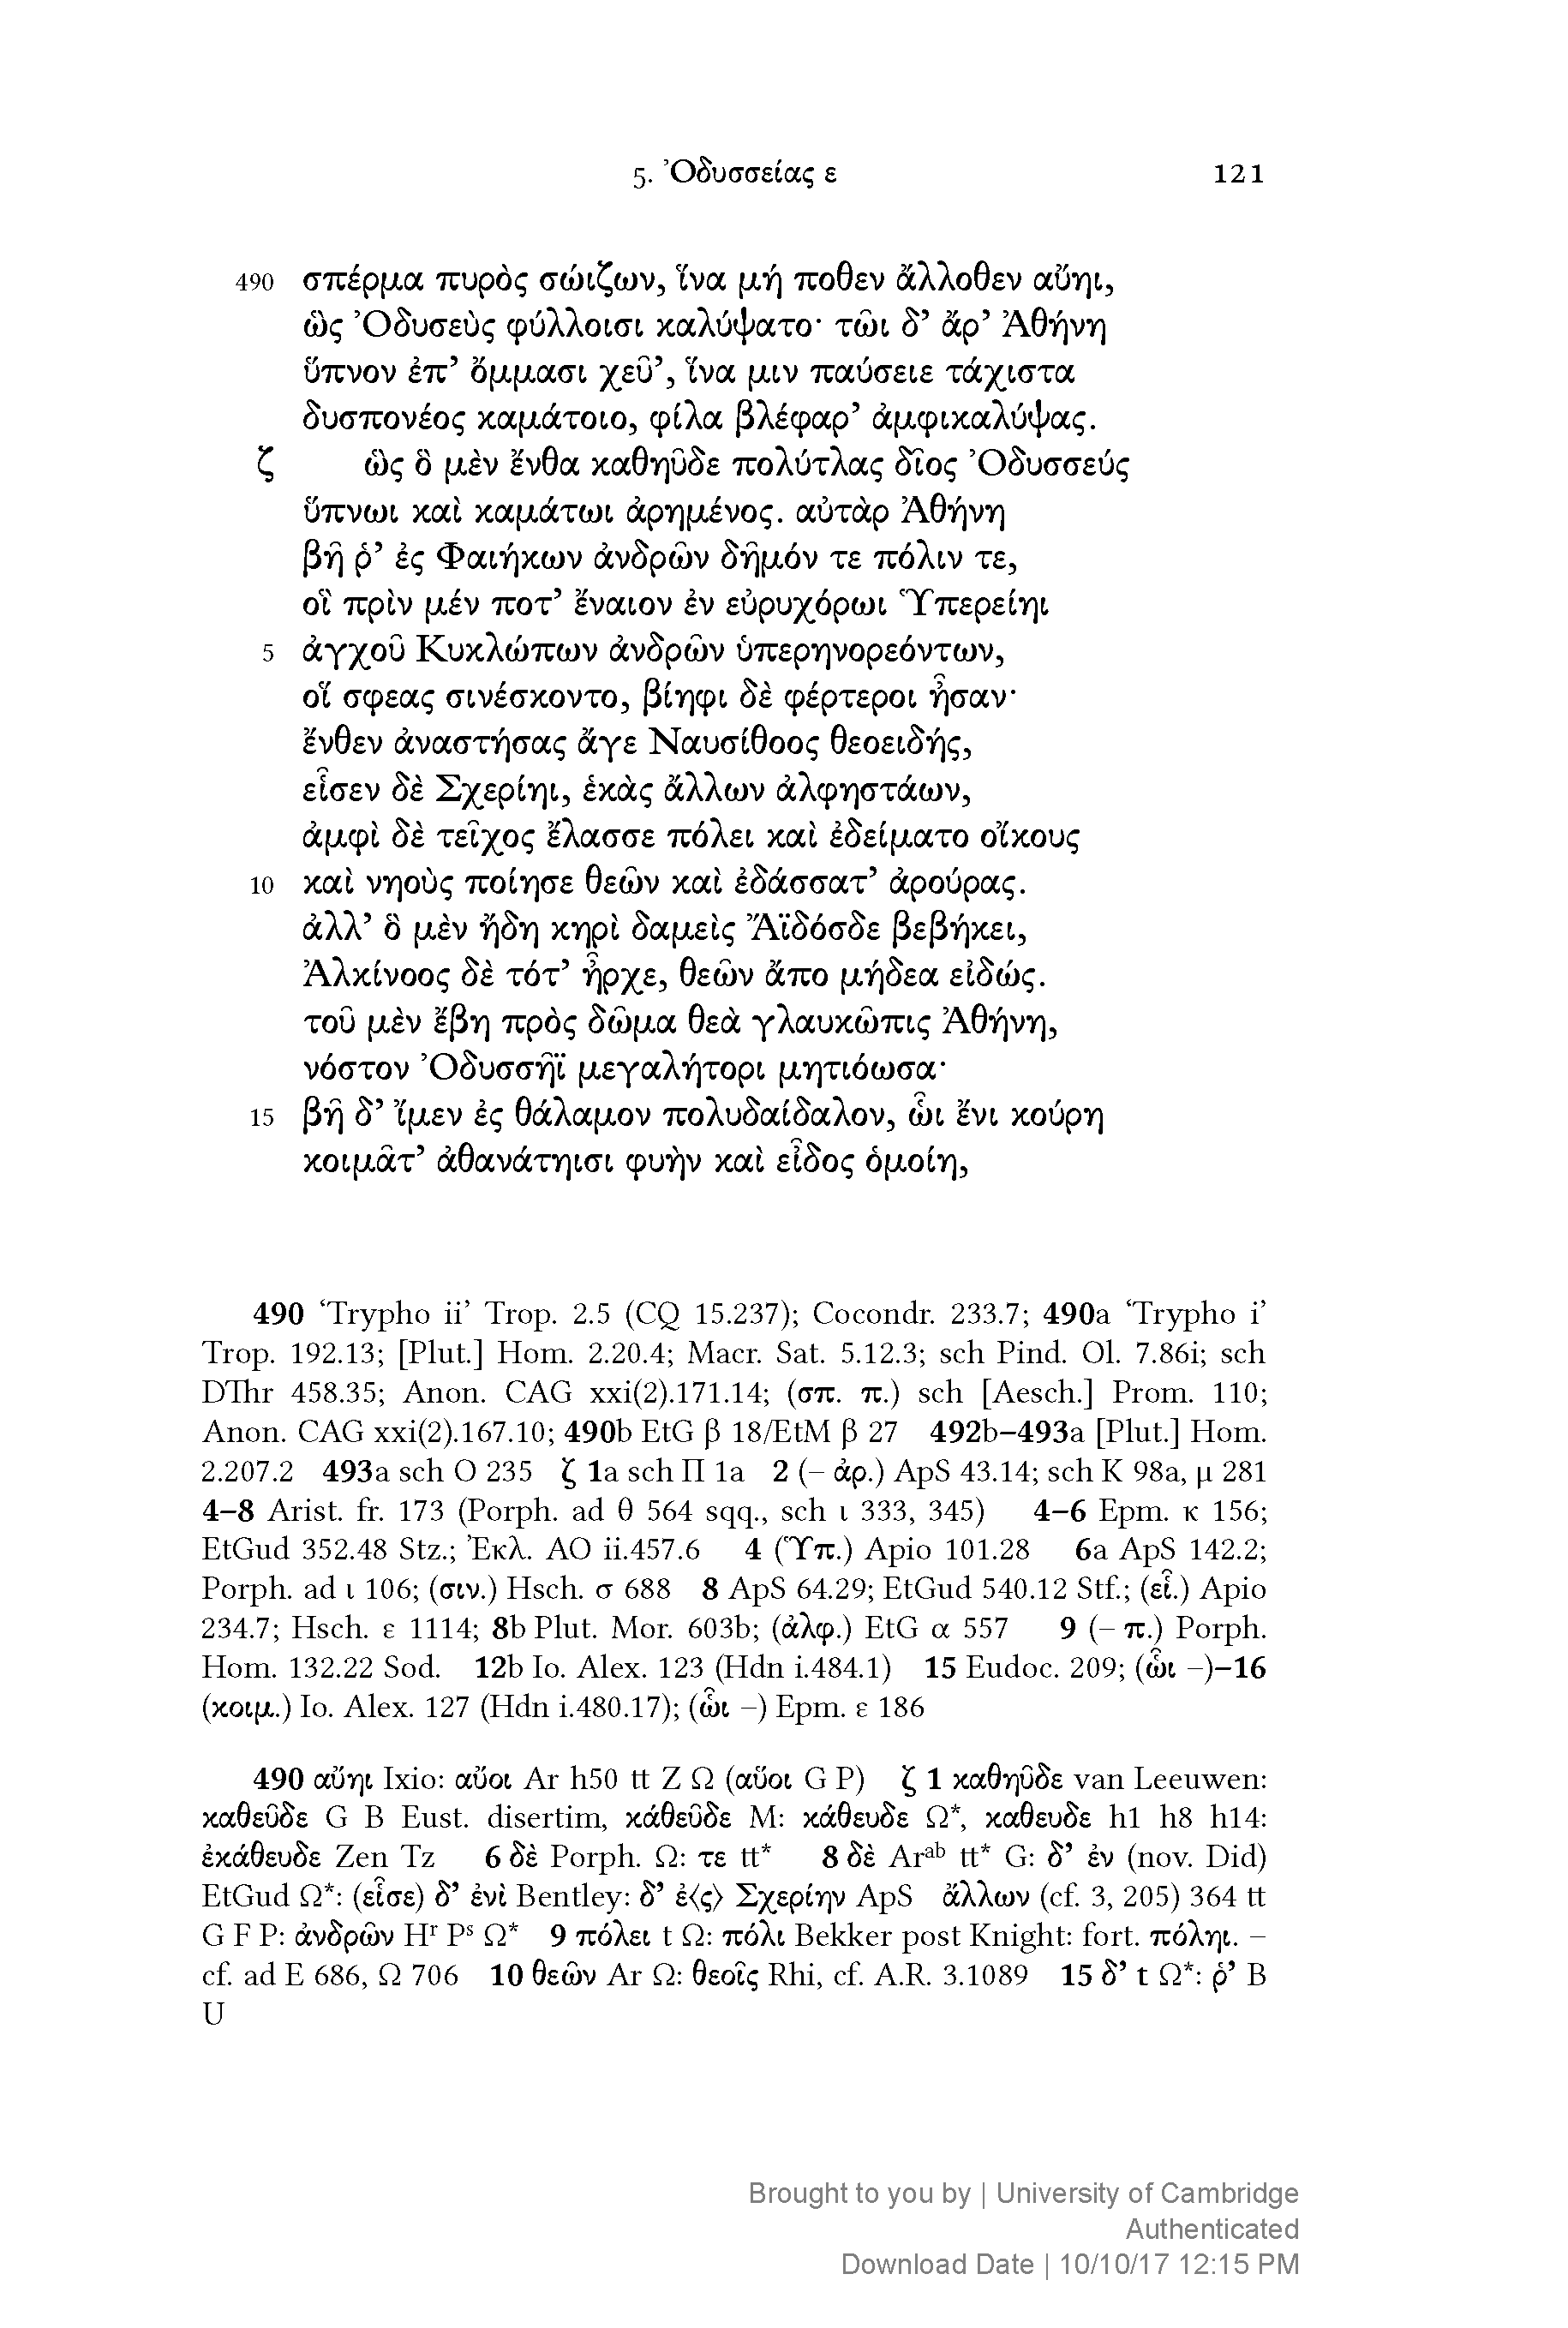 5. Ὀδυσσείας ε 121
490 σπέρμα πυρὸς σώιζων, ἵνα μή ποθεν ἄλλοθεν αὔηι,
ὣς Ὀδυσεὺς φύλλοισι καλύψατο· τῶι δ’ ἄρ’ Ἀθήνη
ὕπνον ἐπ’ ὄμμασι χεῦ’, ἵνα μιν παύσειε τάχιστα
δυσπονέος καμάτοιο, φίλα βλέφαρ’ ἀμφικαλύψας.
ζ ὣς ὃ μὲν ἔνθα καθηῦδε πολύτλας δῖος Ὀδυσσεύς
ὕπνωι καὶ καμάτωι ἀρημένος. αὐτὰρ Ἀθήνη
βῆ ῥ’ ἐς Φαιήκων ἀνδρῶν δῆμόν τε πόλιν τε,
οἳ πρὶν μέν ποτ’ ἔναιον ἐν εὐρυχόρωι Ὑπερείηι
5 ἀγχοῦ Κυκλώπων ἀνδρῶν ὑπερηνορεόντων,
οἵ σφεας σινέσκοντο, βίηφι δὲ φέρτεροι ἦσαν·
ἔνθεν ἀναστήσας ἄγε Ναυσίθοος θεοειδής,
εἷσεν δὲ Σχερίηι, ἑκὰς ἄλλων ἀλφηστάων,
ἀμφὶ δὲ τεῖχος ἔλασσε πόλει καὶ ἐδείματο οἴκους
10 καὶ νηοὺς ποίησε θεῶν καὶ ἐδάσσατ’ ἀρούρας.
ἀλλ’ ὃ μὲν ἤδη κηρὶ δαμεὶς Ἄϊδόσδε βεβήκει,
Ἀλκίνοος δὲ τότ’ ἦρχε, θεῶν ἄπο μήδεα εἰδώς.
τοῦ μὲν ἔβη πρὸς δῶμα θεὰ γλαυκῶπις Ἀθήνη,
νόστον Ὀδυσσῆϊ μεγαλήτορι μητιόωσα·
15 βῆ δ’ ἴμεν ἐς θάλαμον πολυδαίδαλον, ὧι ἔνι κούρη
κοιμᾶτ’ ἀθανάτηισι φυὴν καὶ εἶδος ὁμοίη,
490 ‘Trypho ii’ Trop. 2.5 (CQ 15.237); Cocondr. 233.7; 490a ‘Trypho i’
Trop. 192.13; [Plut.] Hom. 2.20.4; Macr. Sat. 5.12.3; sch Pind. Ol. 7.86i; sch
DThr 458.35; Anon. CAG xxi(2).171.14; (σπ. π.) sch [Aesch.] Prom. 110;
Anon. CAG xxi(2).167.10; 490b EtG β 18/EtM β 27 492b–493a [Plut.] Hom.
2.207.2 493a sch O 235 ζ 1a sch Π 1a 2 (– ἀρ.) ApS 43.14; sch K 98a, μ 281
4–8 Arist. fr. 173 (Porph. ad θ 564 sqq., sch ι 333, 345) 4–6 Epm. κ 156;
EtGud 352.48 Stz.; Ἐκλ. AO ii.457.6 4 (Ὑπ.) Apio 101.28 6a ApS 142.2;
Porph. ad ι 106; (σιν.) Hsch. σ 688 8 ApS 64.29; EtGud 540.12 Stf.; (εἷ.) Apio
234.7; Hsch. ε 1114; 8b Plut. Mor. 603b; (ἀλφ.) EtG α 557 9 (– π.) Porph.
Hom. 132.22 Sod. 12b Io. Alex. 123 (Hdn i.484.1) 15 Eudoc. 209; (ὧι –)–16
(κοιμ.) Io. Alex. 127 (Hdn i.480.17); (ὧι –) Epm. ε 186
490 αὔηι Ixio: αὔοι Ar h50 tt Z Ω (αὕοι G P) ζ 1 καθηῦδε van Leeuwen:
καθεῦδε G B Eust. disertim, κάθεῦδε M: κάθευδε Ω*, καθευδε h1 h8 h14:
ἐκάθευδε Zen Tz 6 δὲ Porph. Ω: τε tt* 8 δὲ Arᵃᵇ tt* G: δ’ ἐν (nov. Did)
EtGud Ω*: (εἷσε) δ’ ἐνὶ Bentley: δ’ ἐ⟨ς⟩ Σχερίην ApS ἄλλων (cf. 3, 205) 364 tt
G F P: ἀνδρῶν Hʳ Pˢ Ω* 9 πόλει t Ω: πόλι Bekker post Knight: fort. πόληι. –
cf. ad E 686, Ω 706 10 θεῶν Ar Ω: θεοῖς Rhi, cf. A.R. 3.1089 15 δ’ t Ω*: ῥ’ B
U
Brought to you by | University of Cambridge
Authenticated
Download Date | 10/10/17 12:15 PM